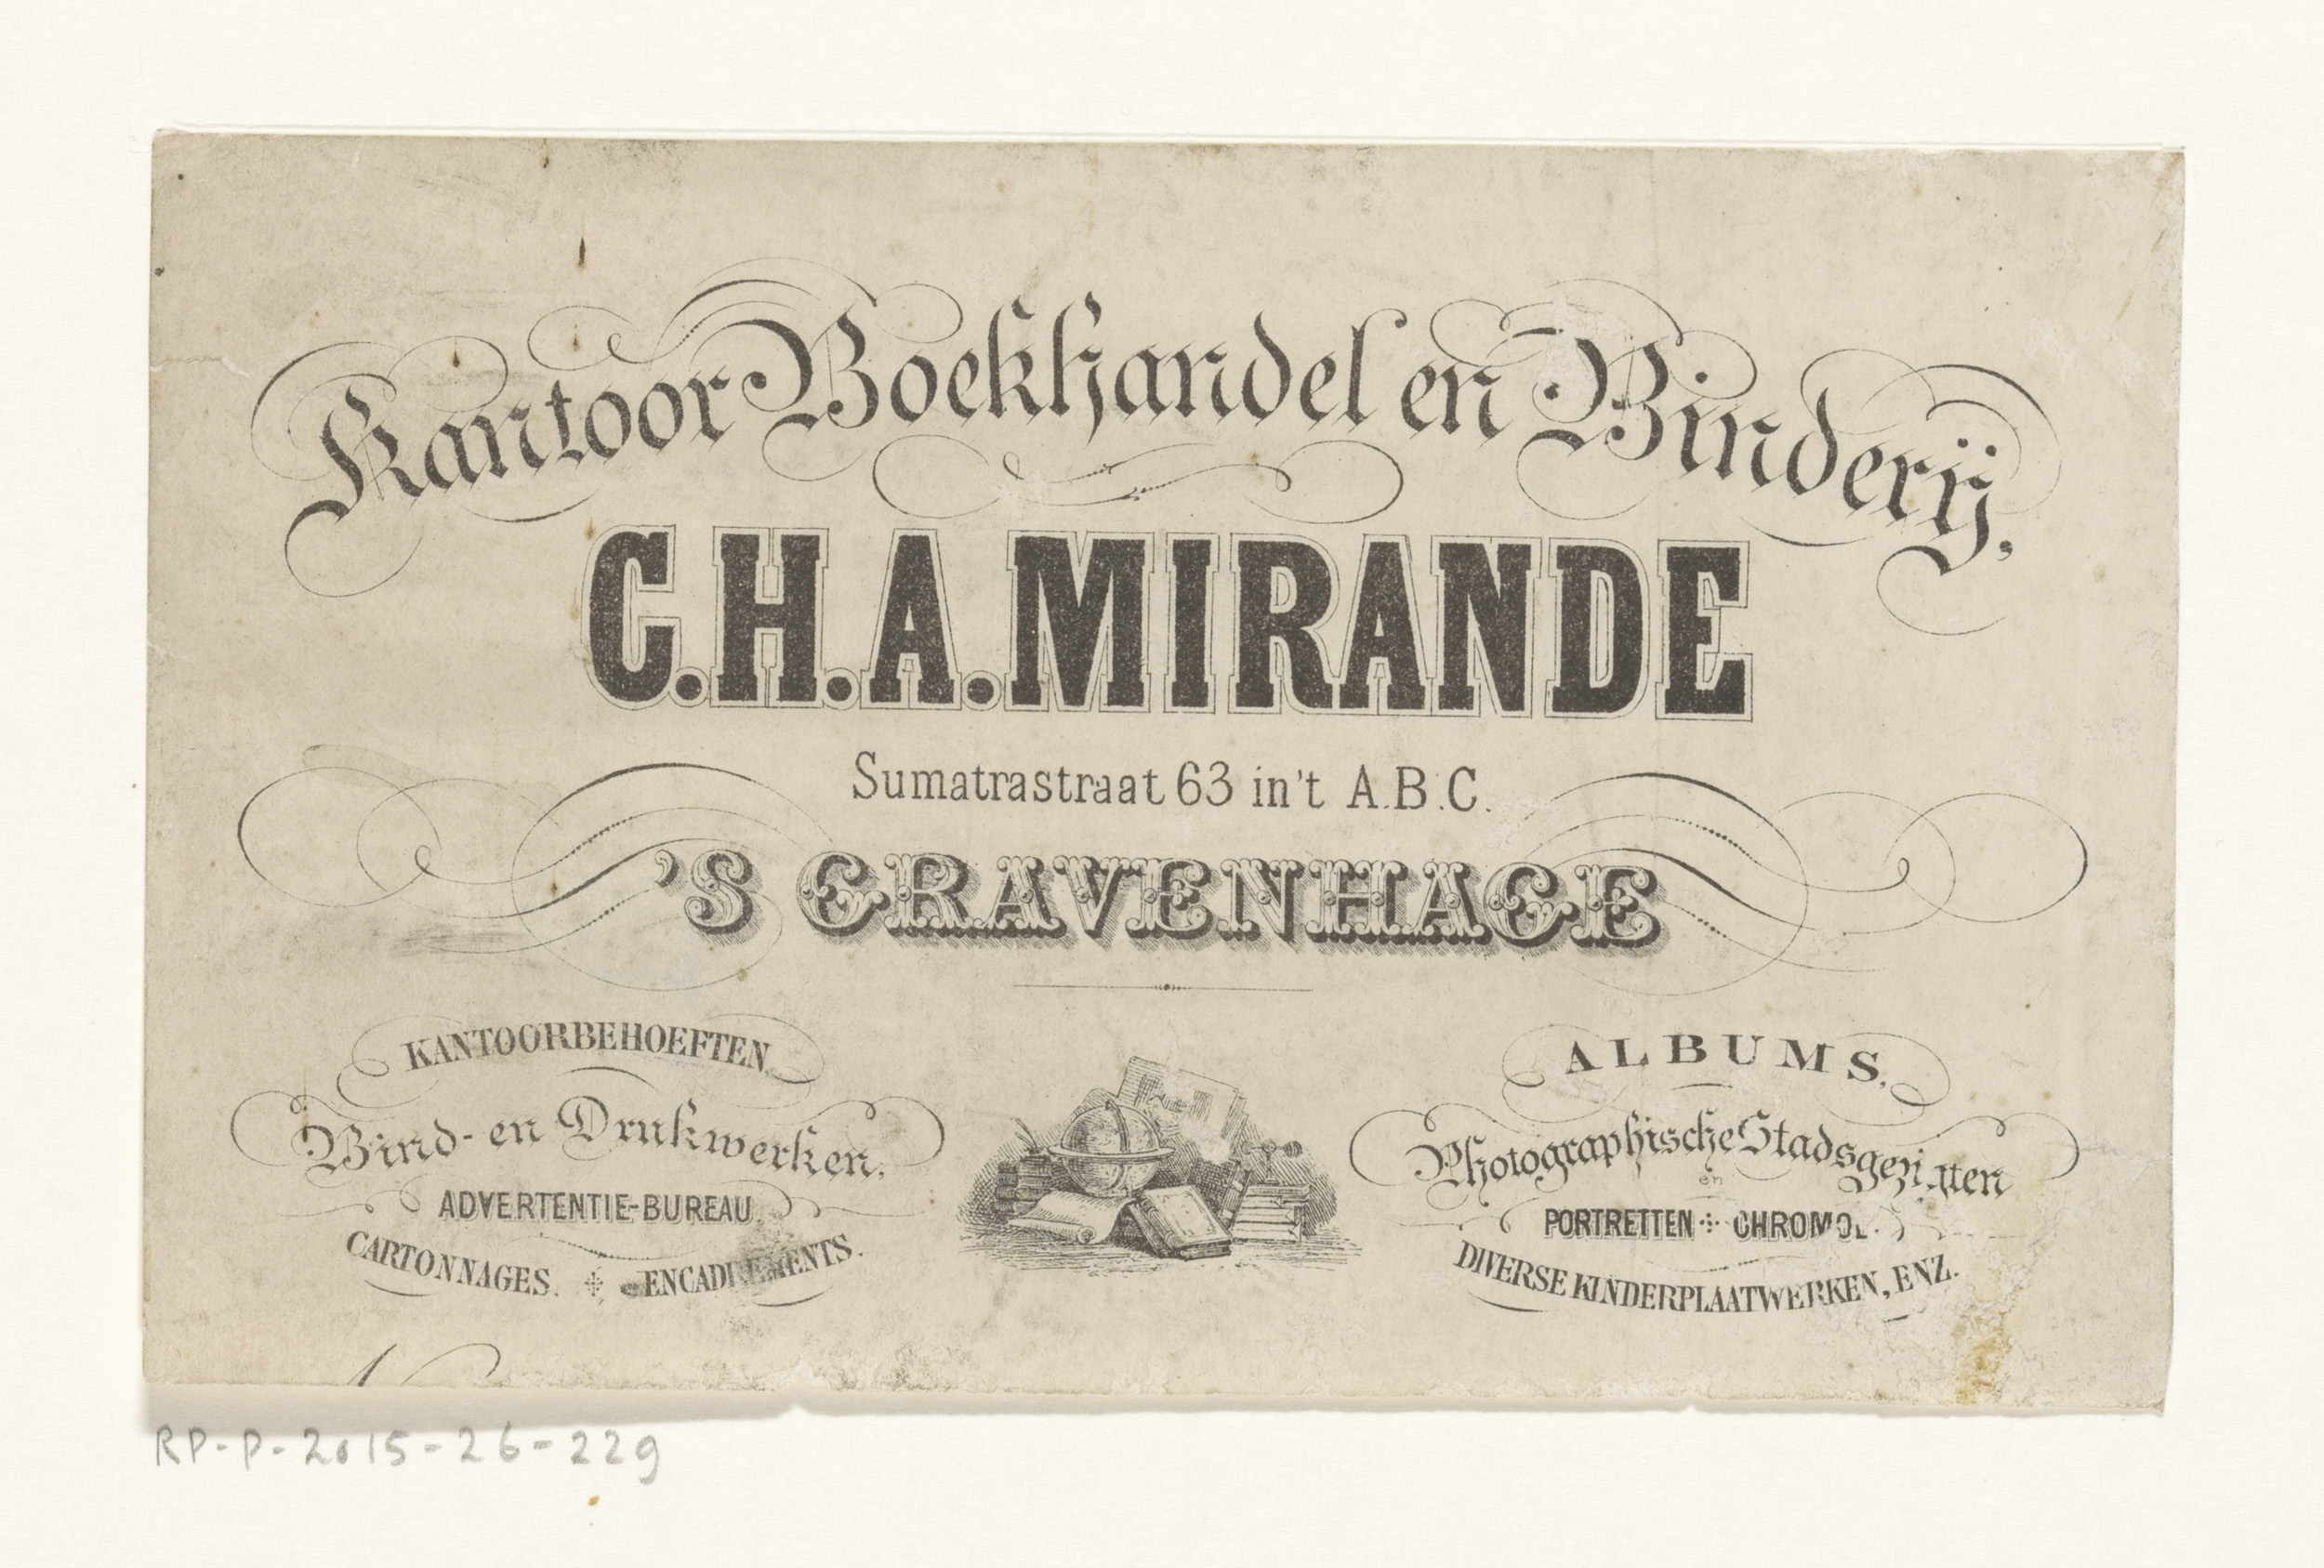 Kantoor Boekhandel en Binderij,
C.H.A. MIRANDE
Sumatrastraat 63 in't A.B.C.
'S GRAVENHAGE
KANTOORBEHOEFTEN,
Bind- en Drukwerken,
ADVERTENTIE-BUREAU,
CARTONNAGES. ENCADREMENTS.
ALBUMS,
Photographische Stadsgezigten
en
PORTRETTEN CHROMOL.
DIVERSE KINDERPLAATWERKEN, ENZ.
RP-P-2015-26-229